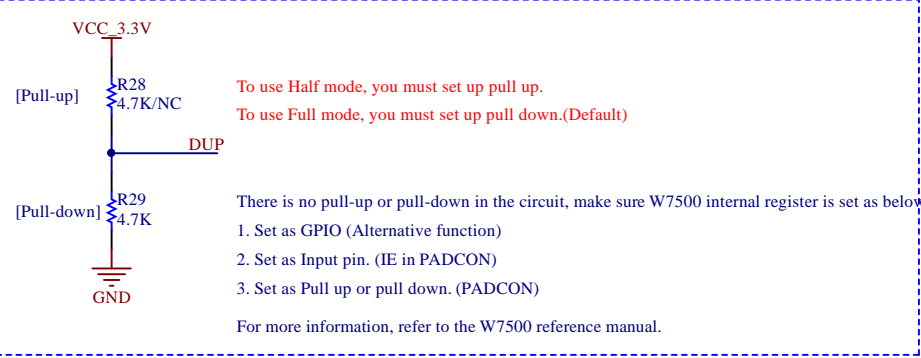 VCC_3.3V
[Pull-up]
R28
4.7K/NC
To use Half mode, you must set up pull up.
To use Full mode, you must set up pull down.(Default)
DUP
[Pull-down]
R29
4.7K
There is no pull-up or pull-down in the circuit, make sure W7500 internal register is set as
1. Set as GPIO (Alternative function)
2. Set as Input pin. (IE in PADCON)
3. Set as Pull up or pull down. (PADCON)
GND
For more information, refer to the W7500 reference manual.